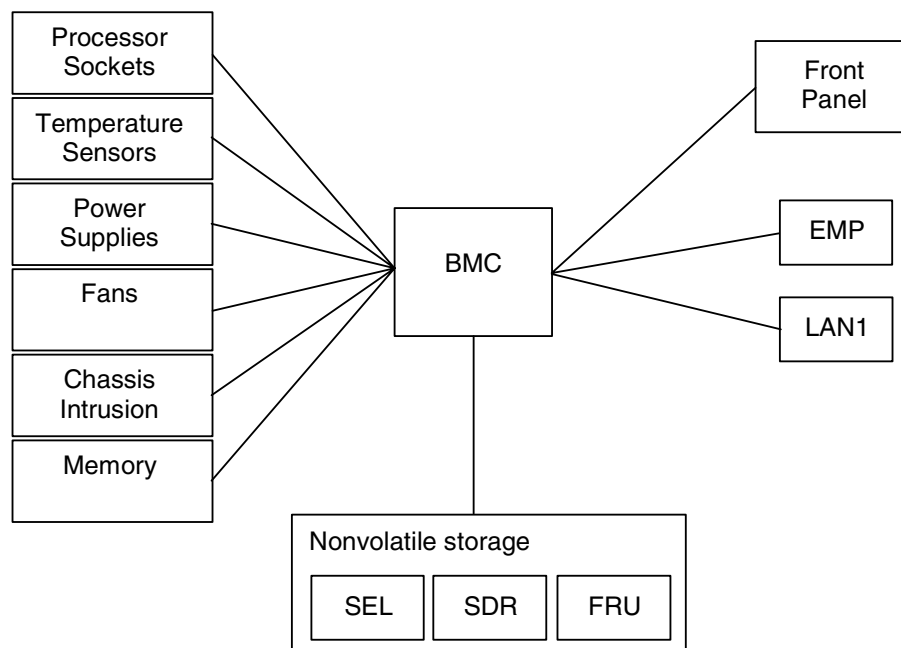 Processor
Sockets
Temperature
Sensors
Power
Supplies
Fans
Chassis
Intrusion
Memory
BMC
Front
Panel
EMP
LAN1
Nonvolatile storage
SEL
SDR
FRU